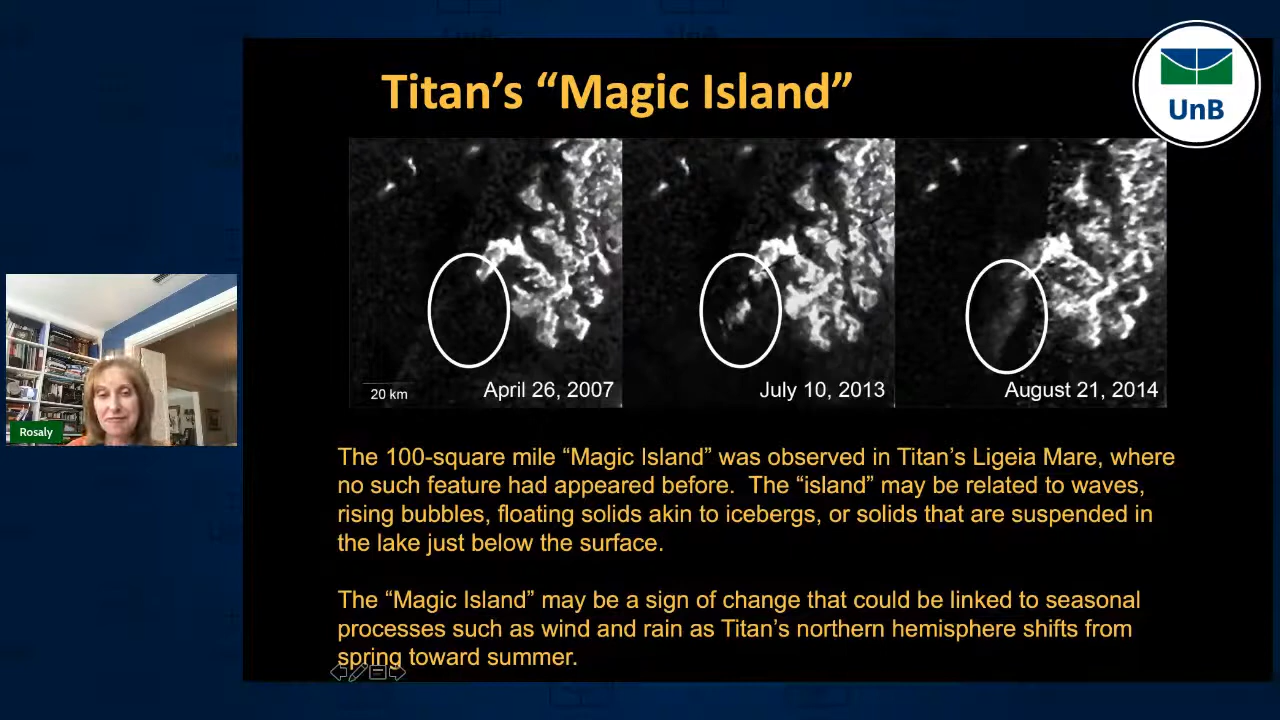 Titan's “Magic Island”
UnB
20 km
April 26, 2007
July 10, 2013
August 21, 2014
Rosaly
The 100-square mile “Magic Island” was observed in Titan's Ligeia Mare, where
no such feature had appeared before.  The “island” may be related to waves,
rising bubbles, floating solids akin to icebergs, or solids that are suspended in
the lake just below the surface.
The “Magic Island” may be a sign of change that could be linked to seasonal
processes such as wind and rain as Titan's northern hemisphere shifts from
spring toward summer.